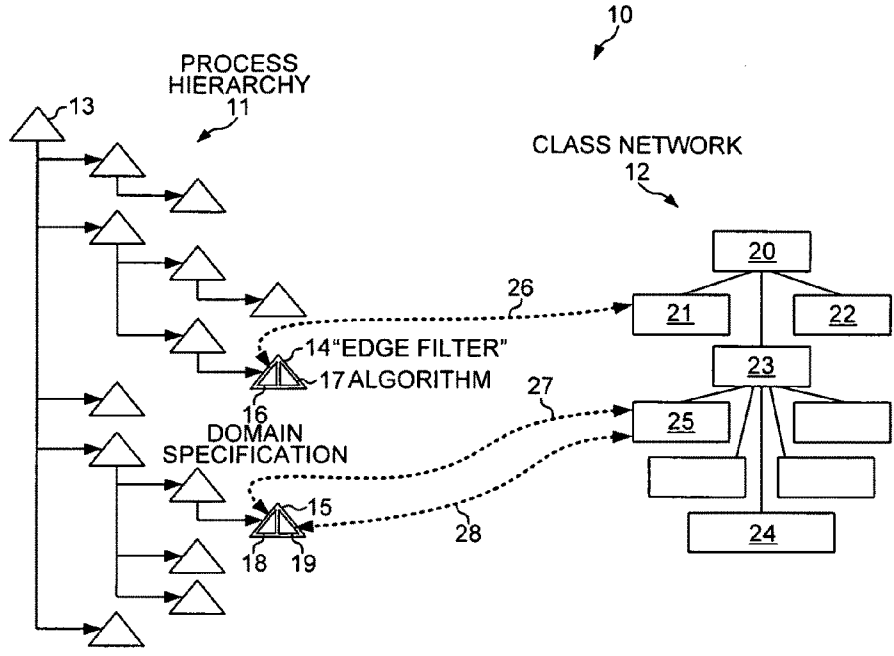 10
PROCESS
HIERARCHY
11
13
CLASS NETWORK
12
20
21
22
26
14 "EDGE FILTER"
17 ALGORITHM
16
DOMAIN
SPECIFICATION
23
27
25
15
28
18
19
24